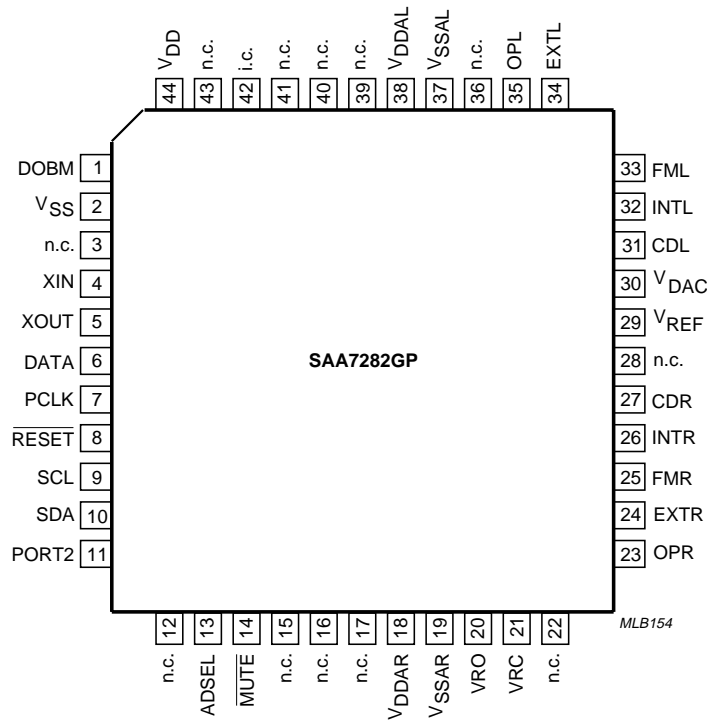 VDD
n.c.
i.c.
n.c.
n.c.
n.c.
VDDAL
VSSAL
n.c.
OPL
EXTL
44
43
42
41
40
39
38
37
36
35
34
DOBM 1
VSS 2
n.c. 3
XIN 4
XOUT 5
DATA 6
PCLK 7
RESET 8
SCL 9
SDA 10
PORT2 11
SAA7282GP
33 FML
32 INTL
31 CDL
30 VDAC
29 VREF
28 n.c.
27 CDR
26 INTR
25 FMR
24 EXTR
23 OPR
12
13
14
15
16
17
18
19
20
21
22
n.c.
ADSEL
MUTE
n.c.
n.c.
n.c.
VDDAR
VSSAR
VRO
VRC
n.c.
MLB154